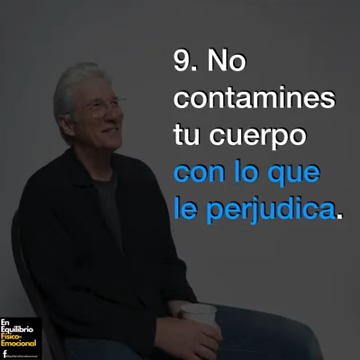 9. No
contamines
tu cuerpo
con lo que
le perjudica.
En
Equilibrio
Físico-
Emocional